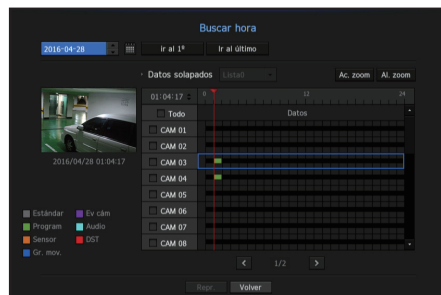 Buscar hora
2016-04-28
ir al 1º
Ir al último
Datos solapados
Lista0
Ac. zoom
Al. zoom
01:04:17
0
12
24
Todo
Datos
CAM 01
CAM 02
CAM 03
CAM 04
CAM 05
CAM 06
CAM 07
CAM 08
2016/04/28 01:04:17
Estándar
Ev cám
Program
Audio
Sensor
DST
Gr. mov.
1/2
Repr.
Volver